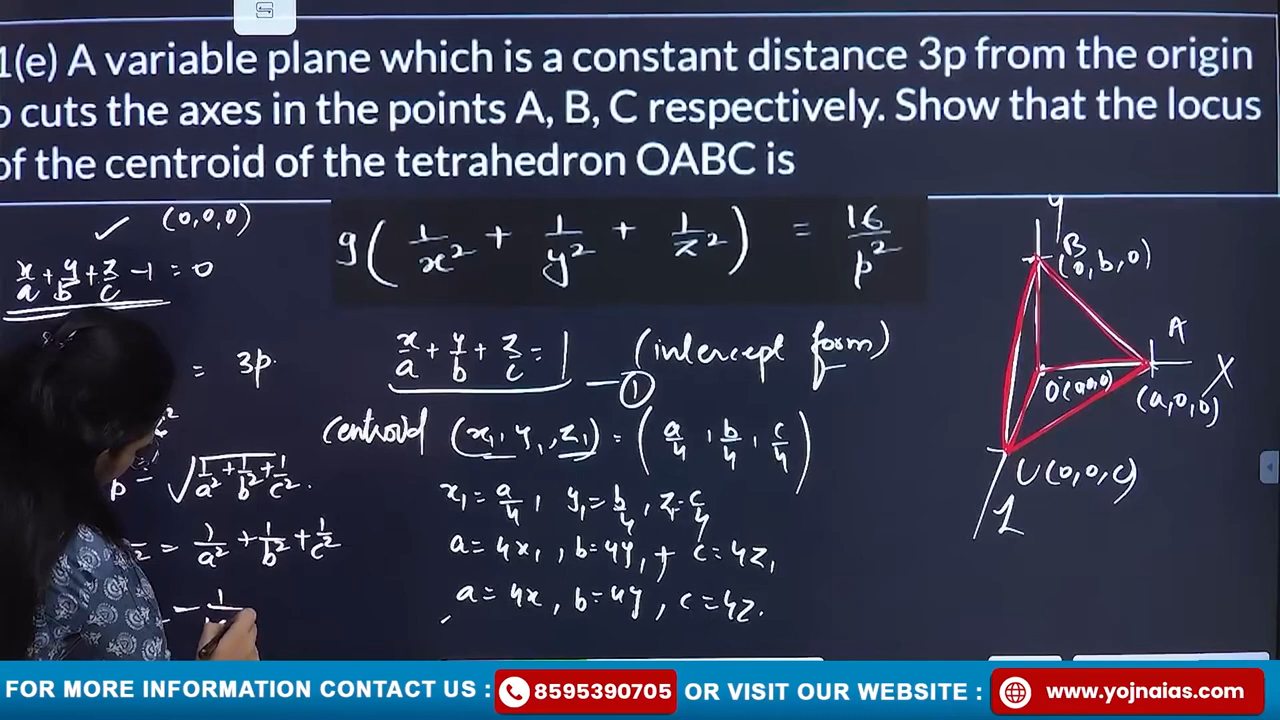 1(e) A variable plane which is a constant distance 3p from the origin
o cuts the axes in the points A, B, C respectively. Show that the locus
of the centroid of the tetrahedron OABC is
(0,0,0)
9( 1/x² + 1/y² + 1/z² ) = 16/p²
x/a + y/b + z/c - 1 = 0
x/a + y/b + z/c = 1 (intercept form)
①
= 3p
centroid (x₁, y₁, z₁) = (a/4, b/4, c/4)
√1/a² + 1/b² + 1/c².
x₁ = a/4, y₁ = b/4, z₁ = c/4
= 1/a² + 1/b² + 1/c²
a = 4x₁, b = 4y₁, c = 4z₁
a = 4x, b = 4y, c = 4z.
y
B
(0,b,0)
A
X
O(0,0,0)
(a,0,0)
C(0,0,c)
Z
FOR MORE INFORMATION CONTACT US : 8595390705 OR VISIT OUR WEBSITE : www.yojnaias.com